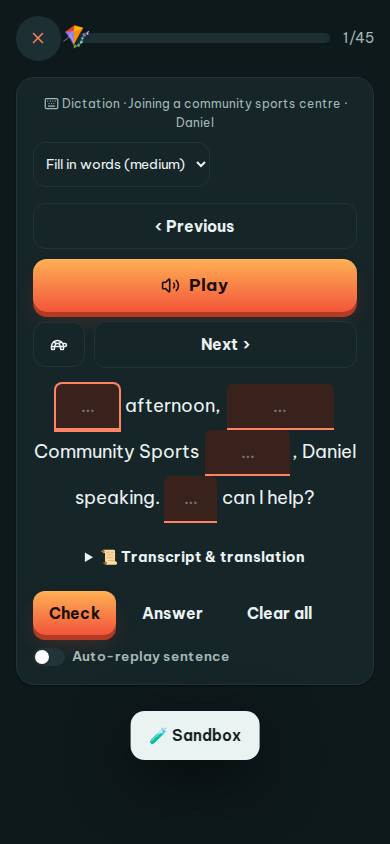 1/45
Dictation · Joining a community sports centre ·
Daniel
Fill in words (medium)
‹ Previous
Play
Next ›
... afternoon, ...
Community Sports ... , Daniel
speaking. ... can I help?
▶ 📜 Transcript & translation
Check Answer Clear all
Auto-replay sentence
🧪 Sandbox